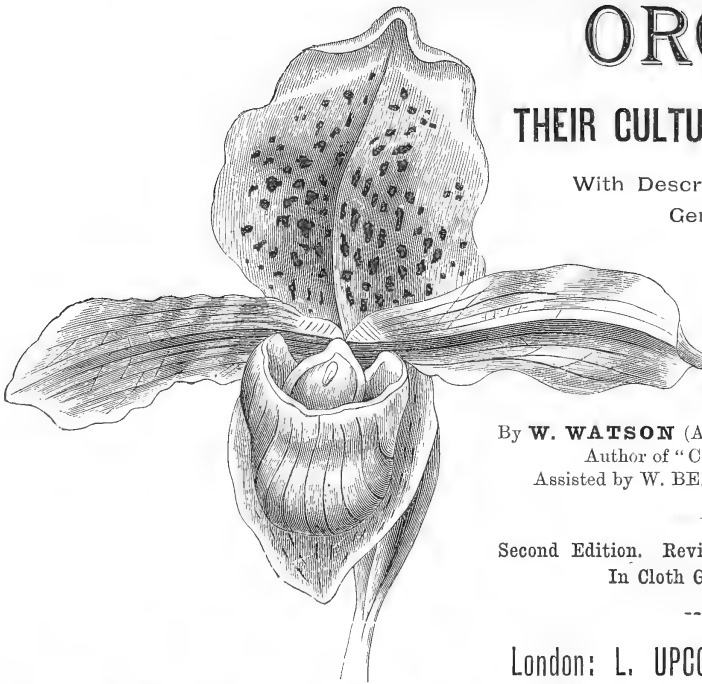 ORC
THEIR CULTU
With Descr
Gen
By W. WATSON (A
Author of "C
Assisted by W. BE
Second Edition. Revi
In Cloth G
London: L. UPCO